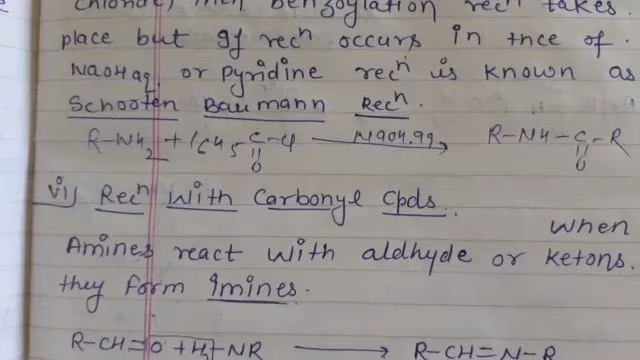 chloride, then benzoylation recn takes
place but If recn occurs in tnce of
NaOH aq. or pyridine recn is known as
Schooten Baumann Recn.
R-NH2 + C6H5 C-Cl NaOH.aq. R-NH-C-R
O O
vi) Recn With Carbonyl Cpds.
when
Amines react with aldhyde or ketons.
they form Imines.
R-CH=O + H2-NR R-CH=N-R